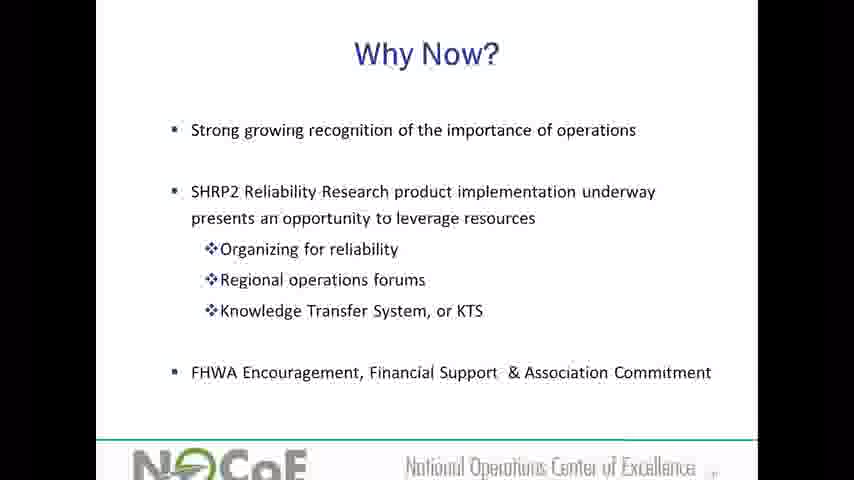 Why Now?
Strong growing recognition of the importance of operations
SHRP2 Reliability Research product implementation underway
presents an opportunity to leverage resources
Organizing for reliability
Regional operations forums
Knowledge Transfer System, or KTS
FHWA Encouragement, Financial Support & Association Commitment
NOCoE
National Operations Center of Excellence